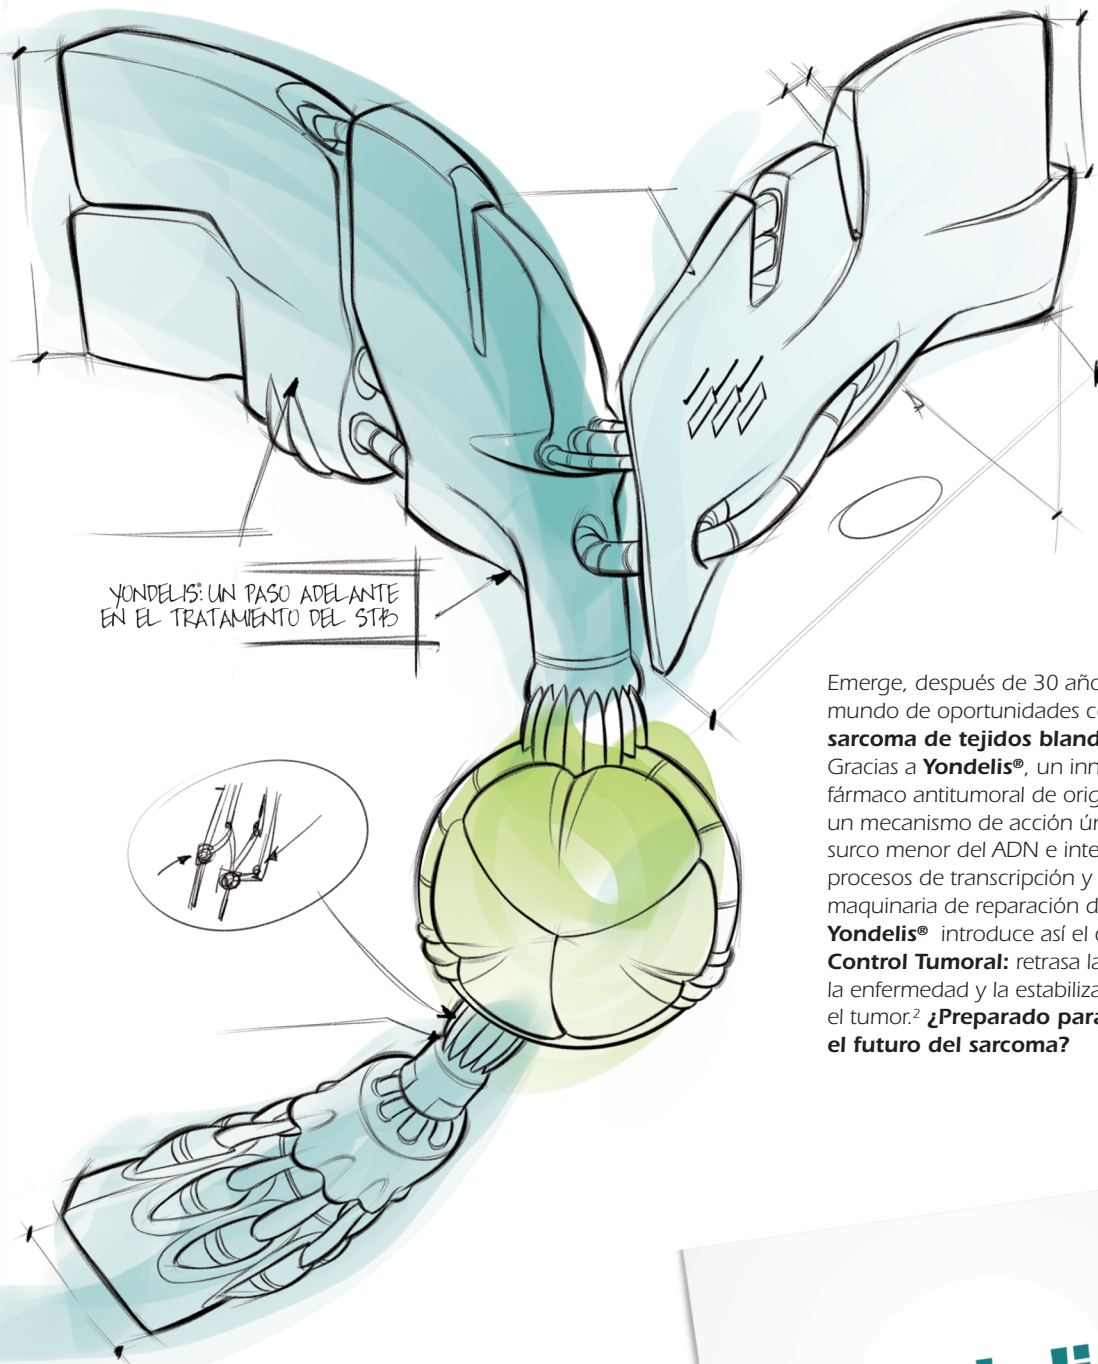 YONDELIS®: UN PASO ADELANTE
EN EL TRATAMIENTO DEL STB
Emerge, después de 30 año
mundo de oportunidades c
sarcoma de tejidos bland
Gracias a Yondelis®, un inn
fármaco antitumoral de orig
un mecanismo de acción ún
surco menor del ADN e inte
procesos de transcripción y
maquinaria de reparación d
Yondelis® introduce así el
Control Tumoral: retrasa la
la enfermedad y la estabiliza
el tumor.² ¿Preparado para
el futuro del sarcoma?